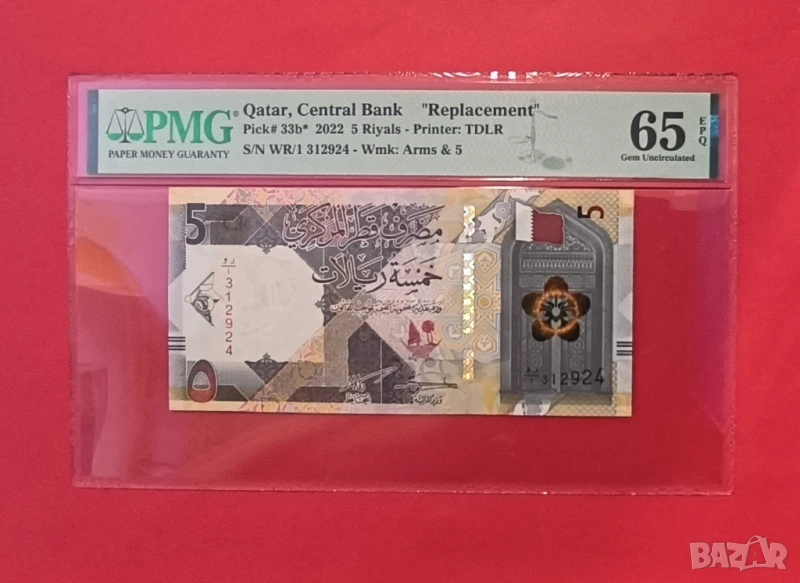 PMG
PAPER MONEY GUARANTY
Qatar, Central Bank "Replacement"
Pick# 33b* 2022 5 Riyals - Printer: TDLR
S/N WR/1 312924 - Wmk: Arms & 5
65 EPQ
Gem Uncirculated
5
مصرف قطر المركزي
5
خمسة ريالات
312924
312924
٥
BAZAR